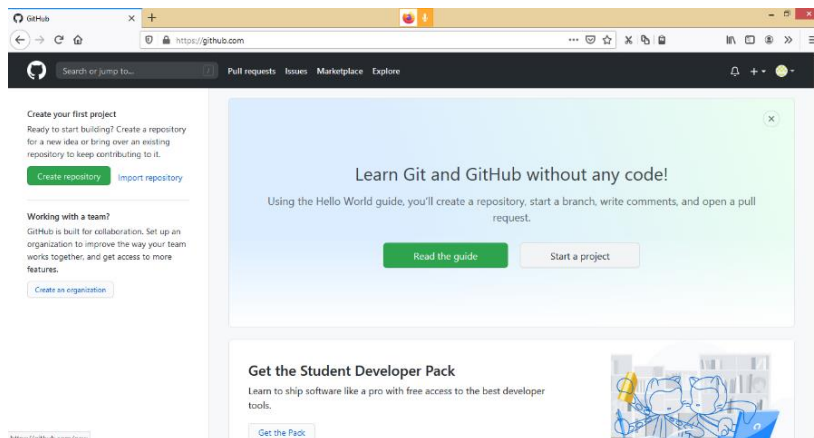 GitHub
https://github.com
Search or jump to...
/
Pull requests Issues Marketplace Explore
Create your first project
Ready to start building? Create a repository
for a new idea or bring over an existing
repository to keep contributing to it.
Create repository Import repository
Working with a team?
GitHub is built for collaboration. Set up an
organization to improve the way your team
works together, and get access to more
features.
Create an organization
Learn Git and GitHub without any code!
Using the Hello World guide, you'll create a repository, start a branch, write comments, and open a pull
request.
Read the guide Start a project
Get the Student Developer Pack
Learn to ship software like a pro with free access to the best developer
tools.
Get the Pack